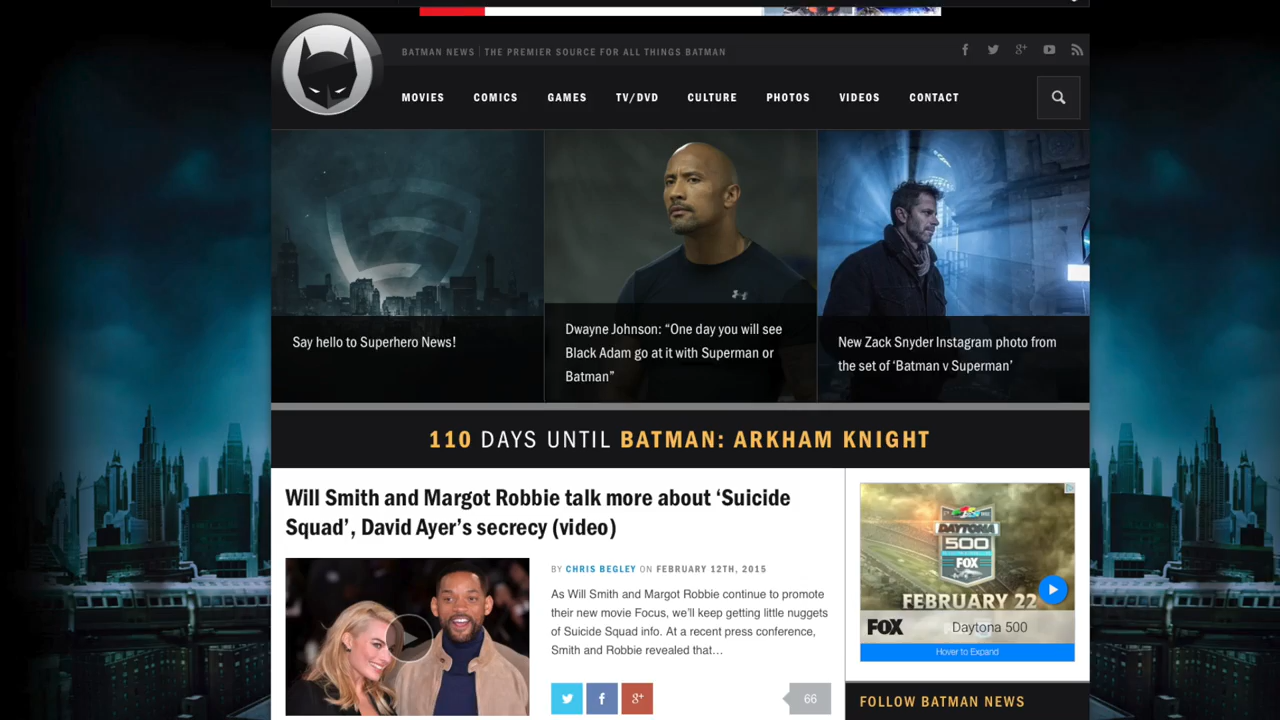 BATMAN NEWS | THE PREMIER SOURCE FOR ALL THINGS BATMAN
MOVIES COMICS GAMES TV/DVD CULTURE PHOTOS VIDEOS CONTACT
Say hello to Superhero News!
Dwayne Johnson: “One day you will see
Black Adam go at it with Superman or
Batman”
New Zack Snyder Instagram photo from
the set of ‘Batman v Superman’
110 DAYS UNTIL BATMAN: ARKHAM KNIGHT
Will Smith and Margot Robbie talk more about ‘Suicide
Squad’, David Ayer’s secrecy (video)
BY CHRIS BEGLEY ON FEBRUARY 12TH, 2015
As Will Smith and Margot Robbie continue to promote
their new movie Focus, we’ll keep getting little nuggets
of Suicide Squad info. At a recent press conference,
Smith and Robbie revealed that…
66
DAYTONA
500
FOX
FEBRUARY 22
FOX
Daytona 500
Hover to Expand
FOLLOW BATMAN NEWS